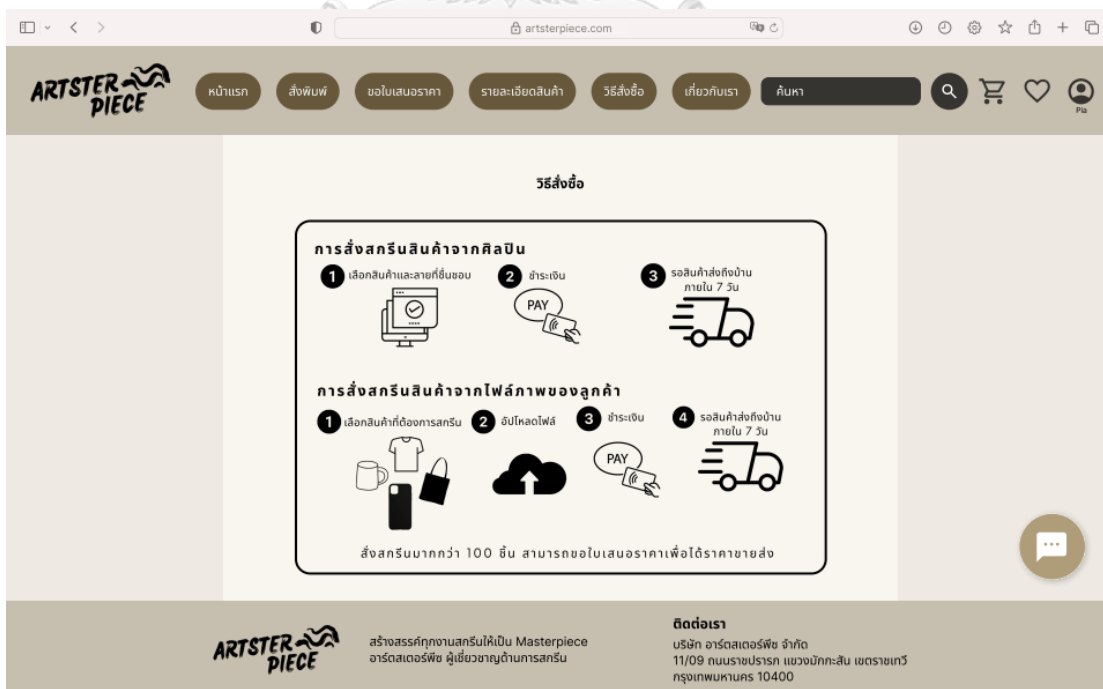 artsterpiece.com
ARTSTER
PIECE
หน้าแรก
สั่งพิมพ์
ขอใบเสนอราคา
รายละเอียดสินค้า
วิธีสั่งซื้อ
เกี่ยวกับเรา
ค้นหา
Pia
วิธีสั่งซื้อ
การสั่งสกรีนสินค้าจากศิลปิน
1 เลือกสินค้าและลายที่ชื่นชอบ
2 ชำระเงิน
PAY
3 รอสินค้าส่งถึงบ้าน
ภายใน 7 วัน
การสั่งสกรีนสินค้าจากไฟล์ภาพของลูกค้า
1 เลือกสินค้าที่ต้องการสกรีน
2 อัปโหลดไฟล์
3 ชำระเงิน
PAY
4 รอสินค้าส่งถึงบ้าน
ภายใน 7 วัน
สั่งสกรีนมากกว่า 100 ชิ้น สามารถขอใบเสนอราคาเพื่อได้ราคาขายส่ง
ARTSTER
PIECE
สร้างสรรค์ทุกงานสกรีนให้เป็น Masterpiece
อาร์ตสเตอร์พีซ ผู้เชี่ยวชาญด้านการสกรีน
ติดต่อเรา
บริษัท อาร์ตสเตอร์พีซ จำกัด
11/09 ถนนราชปรารภ แขวงมักกะสัน เขตราชเทวี
กรุงเทพมหานคร 10400